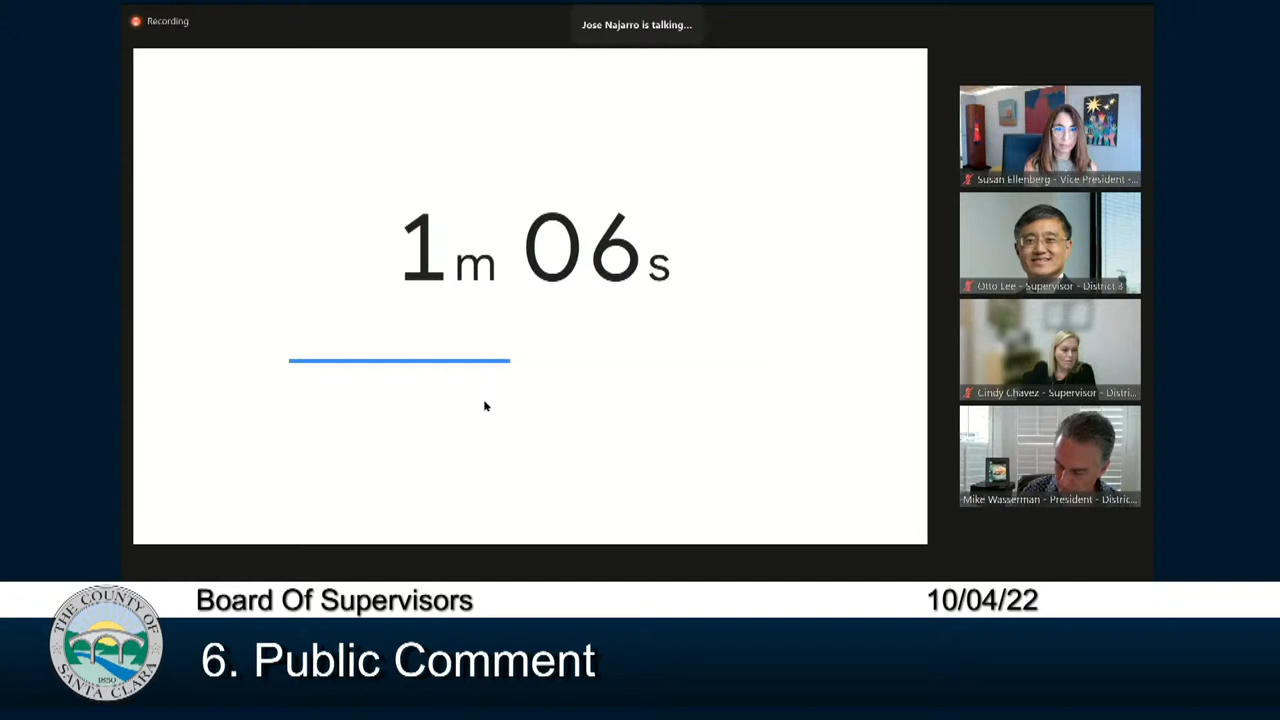 Recording
Jose Najarro is talking...
1m 06s
Susan Ellenberg - Vice President -...
Otto Lee - Supervisor - District 3
Cindy Chavez - Supervisor - Distri...
Mike Wasserman - President - Distric...
Board Of Supervisors
10/04/22
6. Public Comment
THE COUNTY OF
SANTA CLARA
1850